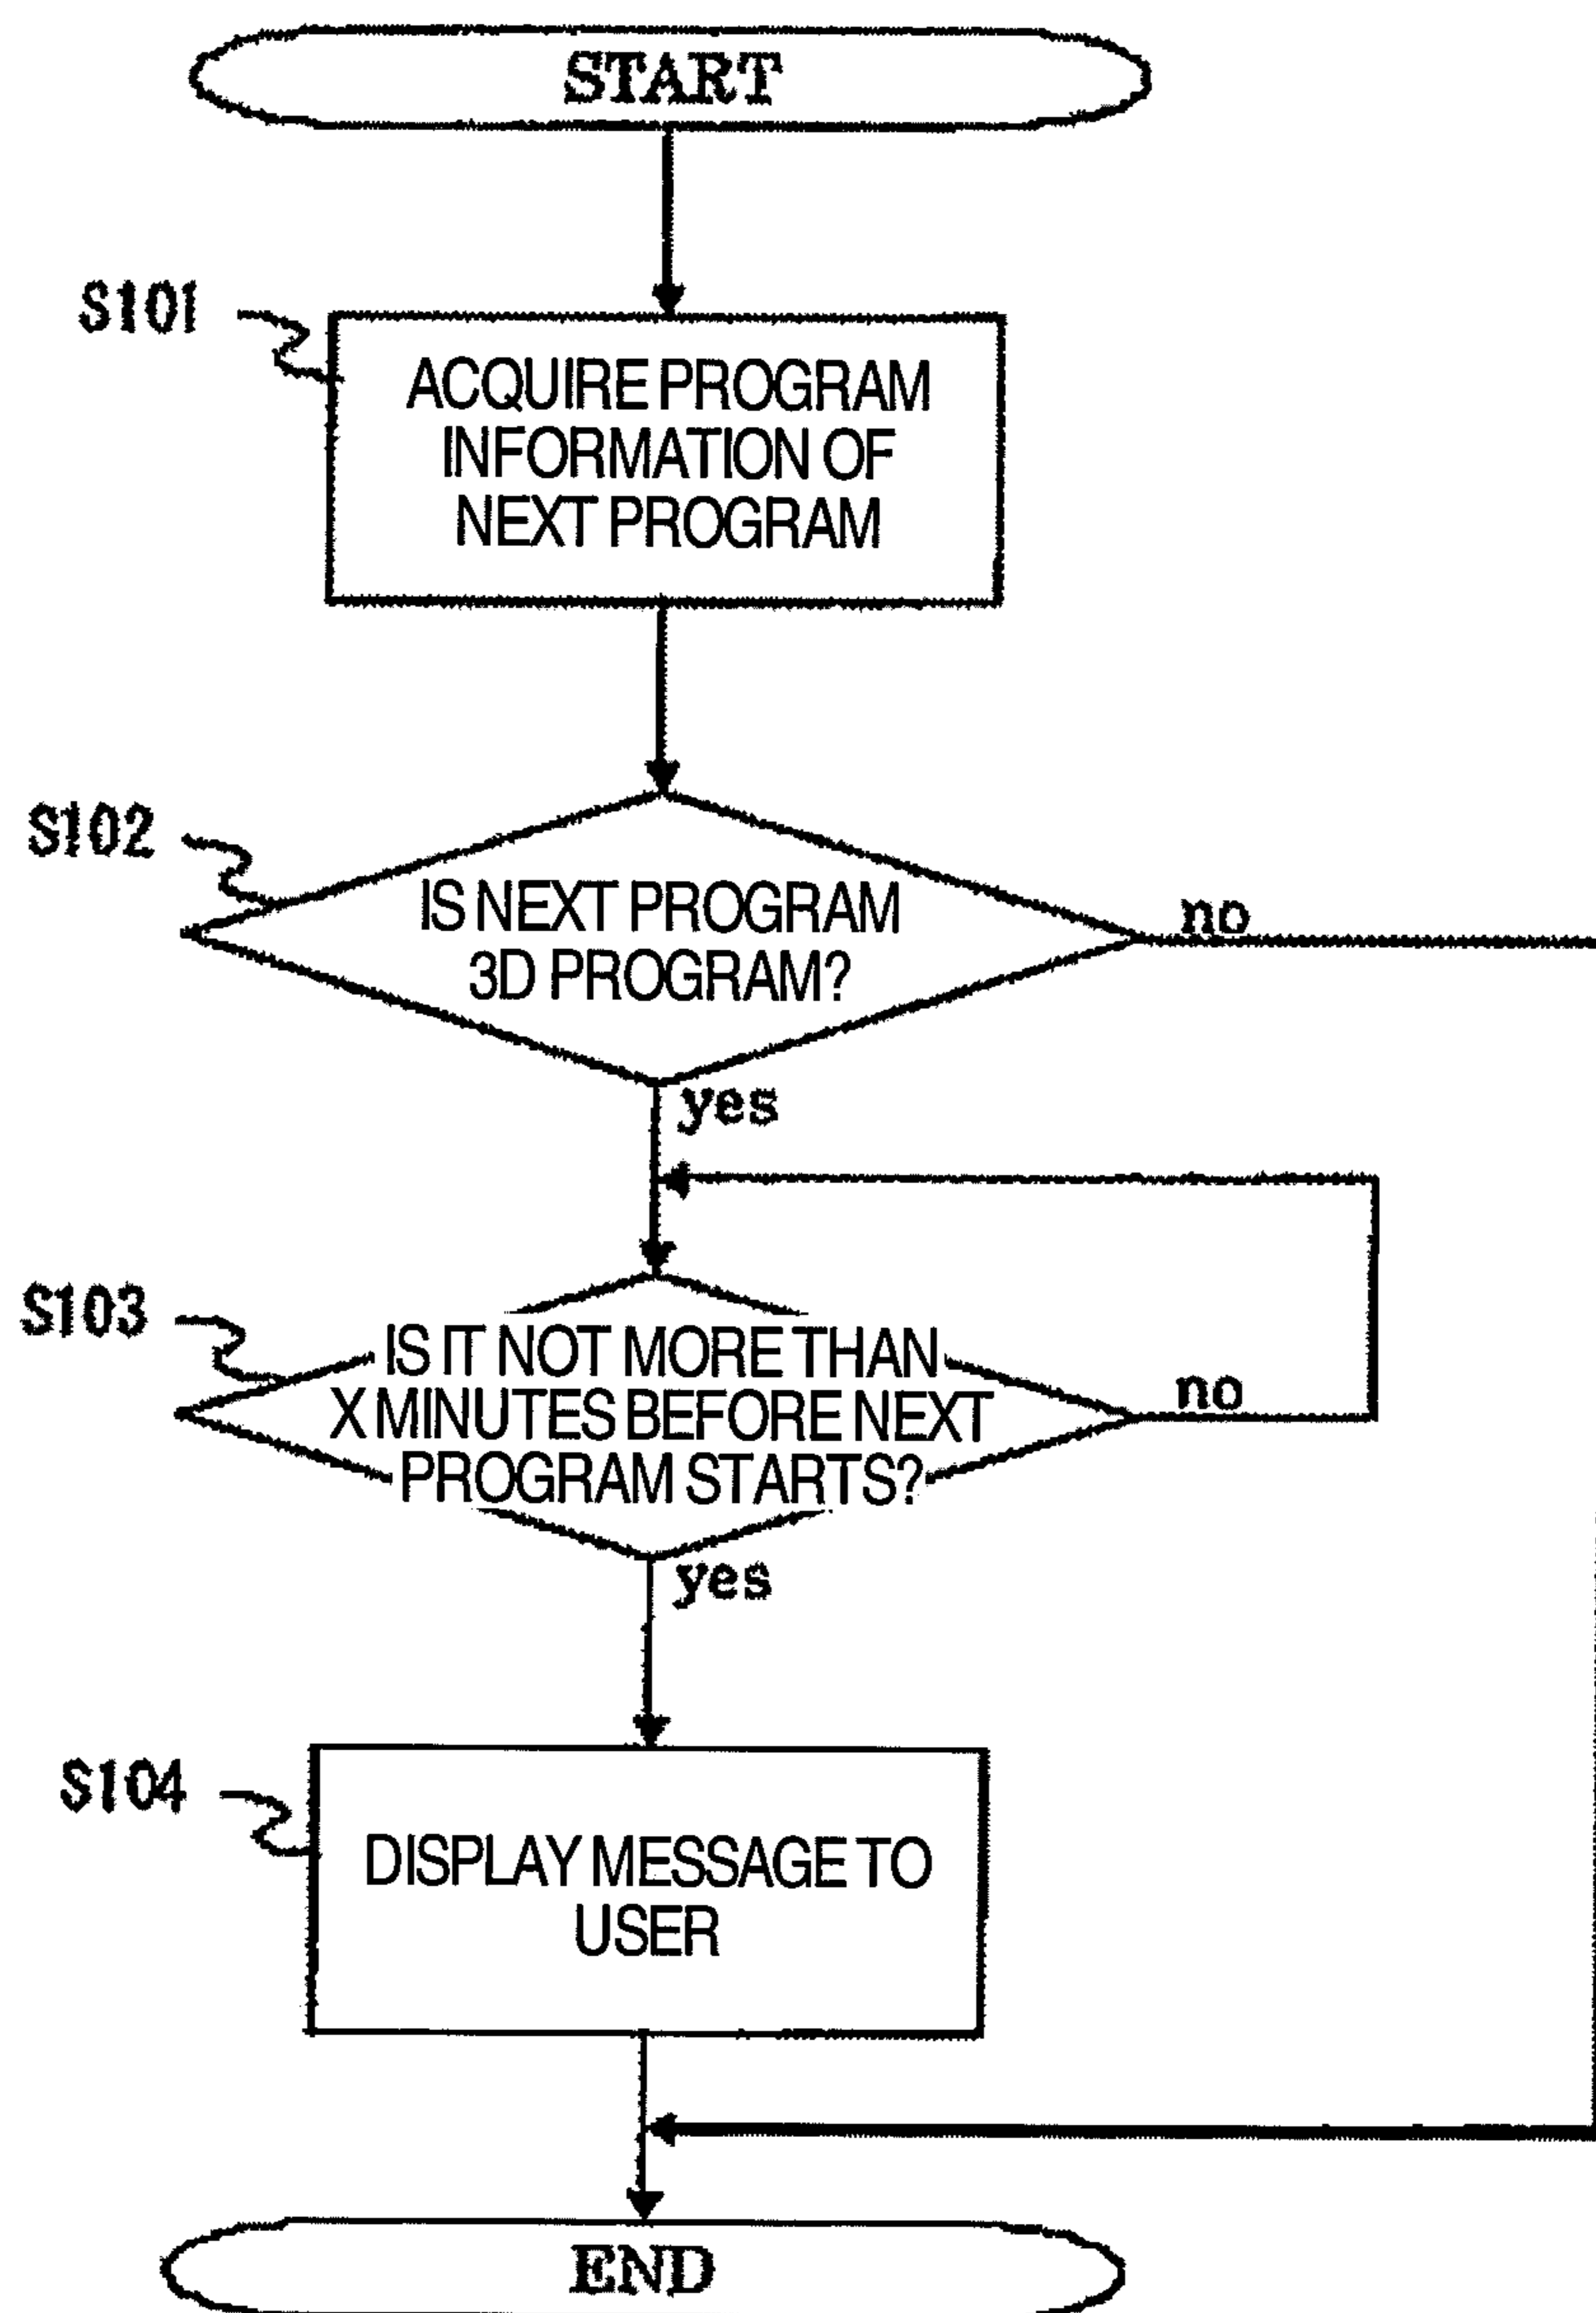 START
S101
ACQUIRE PROGRAM
INFORMATION OF
NEXT PROGRAM
S102
IS NEXT PROGRAM
3D PROGRAM?
no
yes
S103
IS IT NOT MORE THAN
X MINUTES BEFORE NEXT
PROGRAM STARTS?
no
yes
S104
DISPLAY MESSAGE TO
USER
END